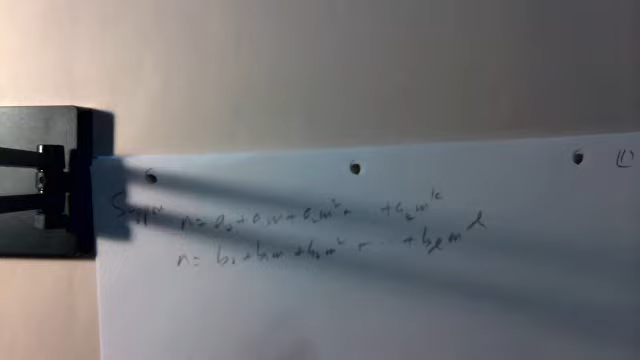 Suppose n = a₀ + a₁m + a₂m² + ... + aₖmᵏ
n = b₀ + b₁m + b₂m² + ... + bₗmˡ